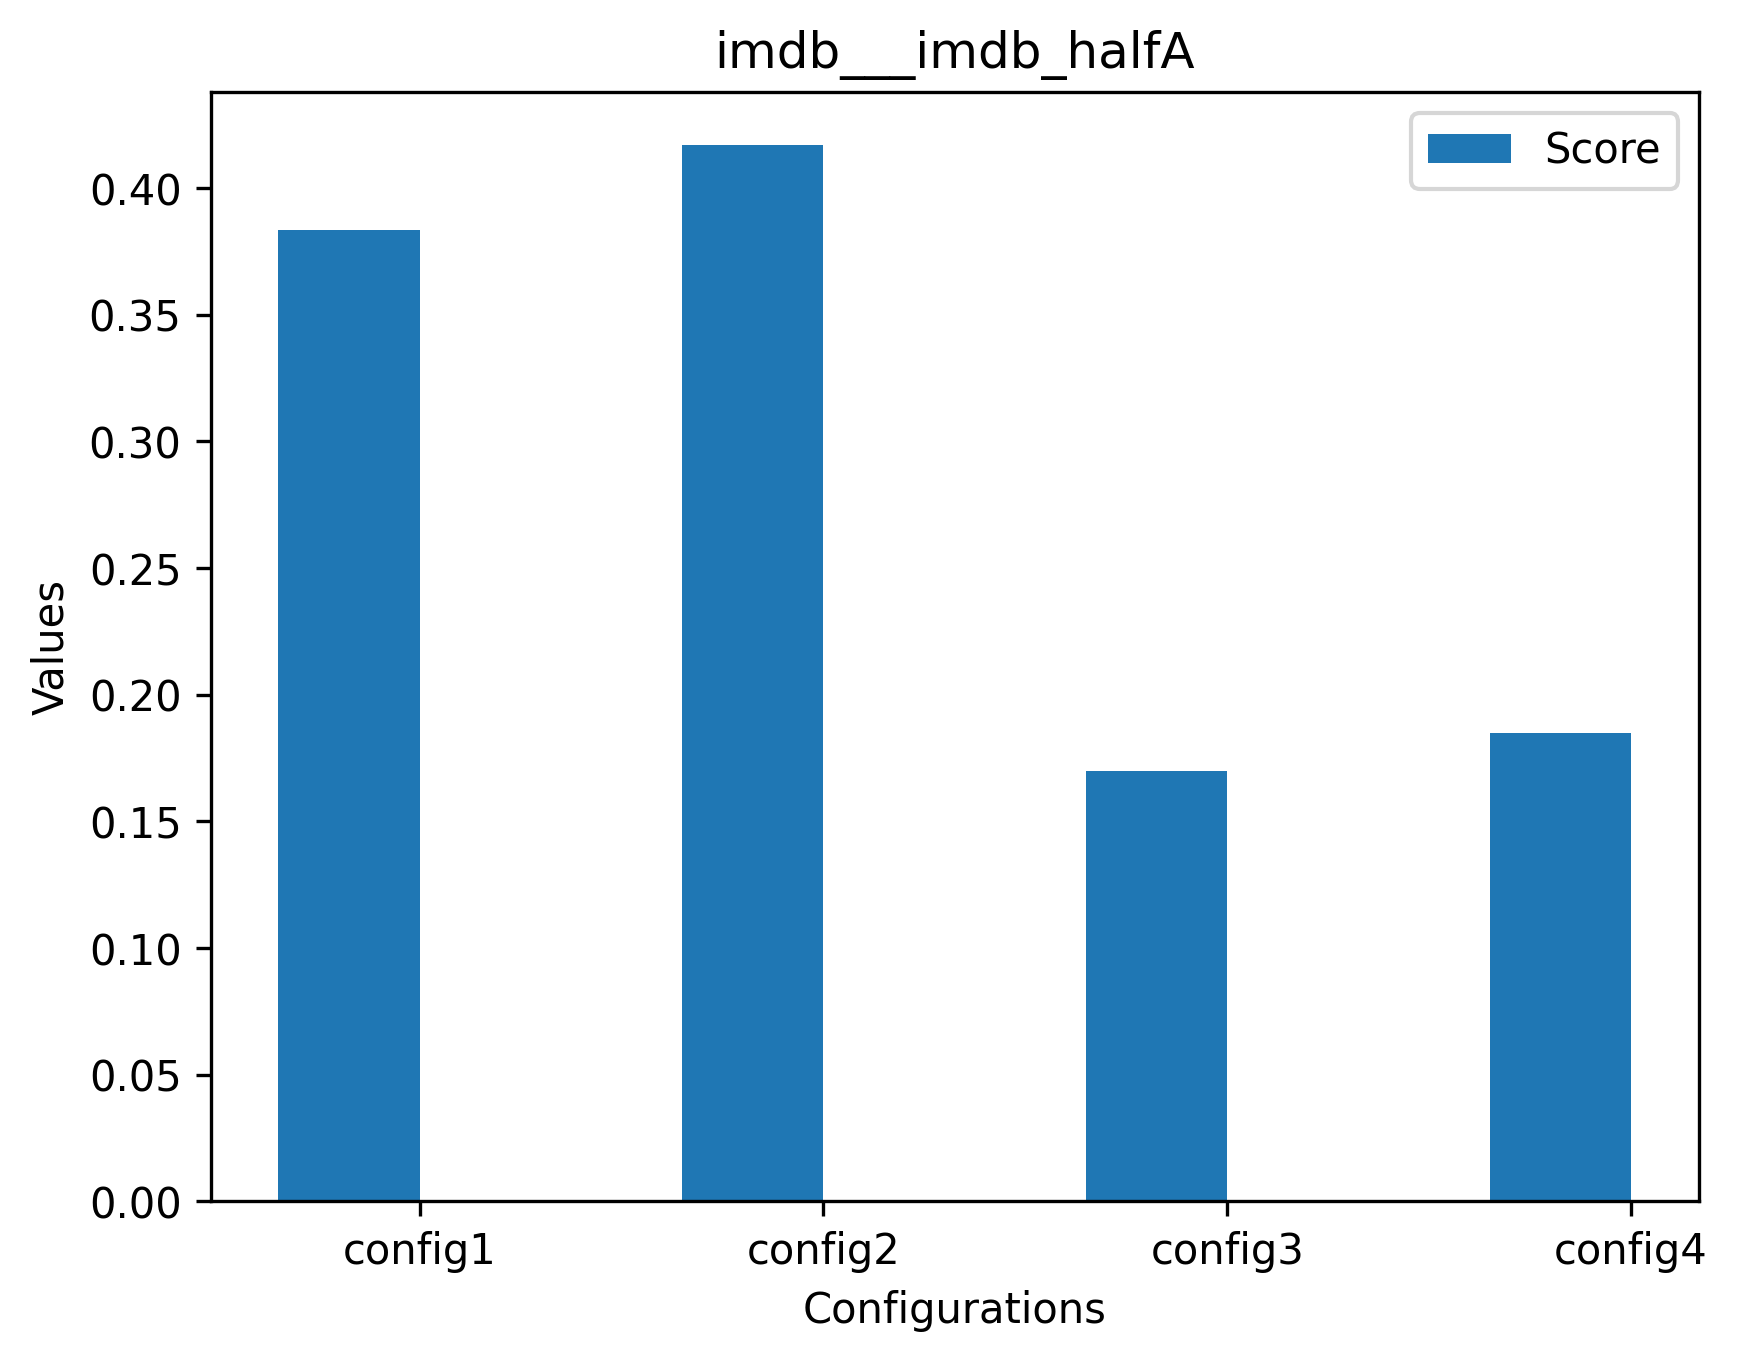 imdb___imdb_halfA
Score
Values
0.40
0.35
0.30
0.25
0.20
0.15
0.10
0.05
0.00
config1 config2 config3 config4
Configurations